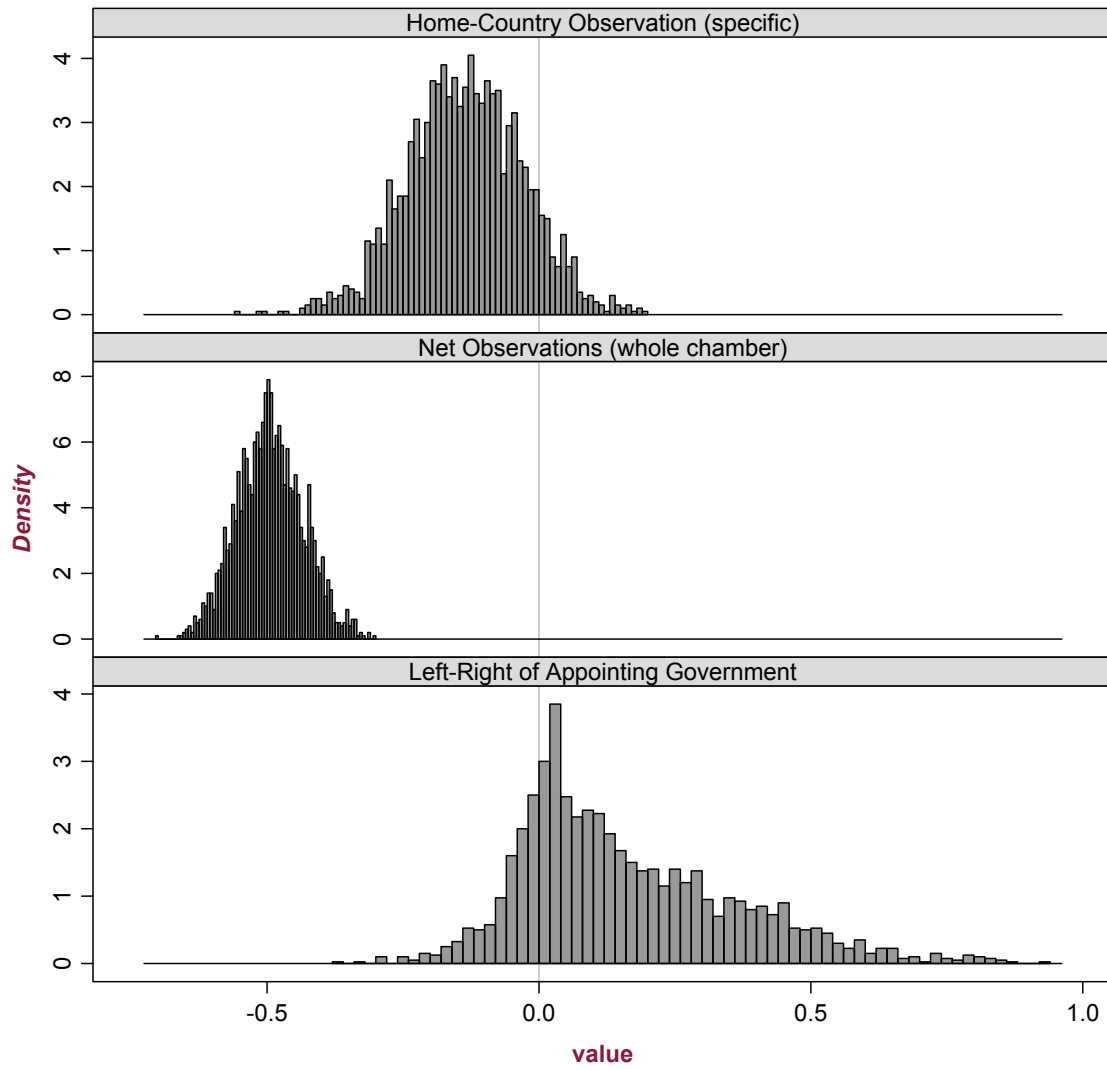 Home-Country Observation (specific)
4
3
2
1
0
Net Observations (whole chamber)
8
6
4
2
0
Density
Left-Right of Appointing Government
4
3
2
1
0
-0.5 0.0 0.5 1.0
value